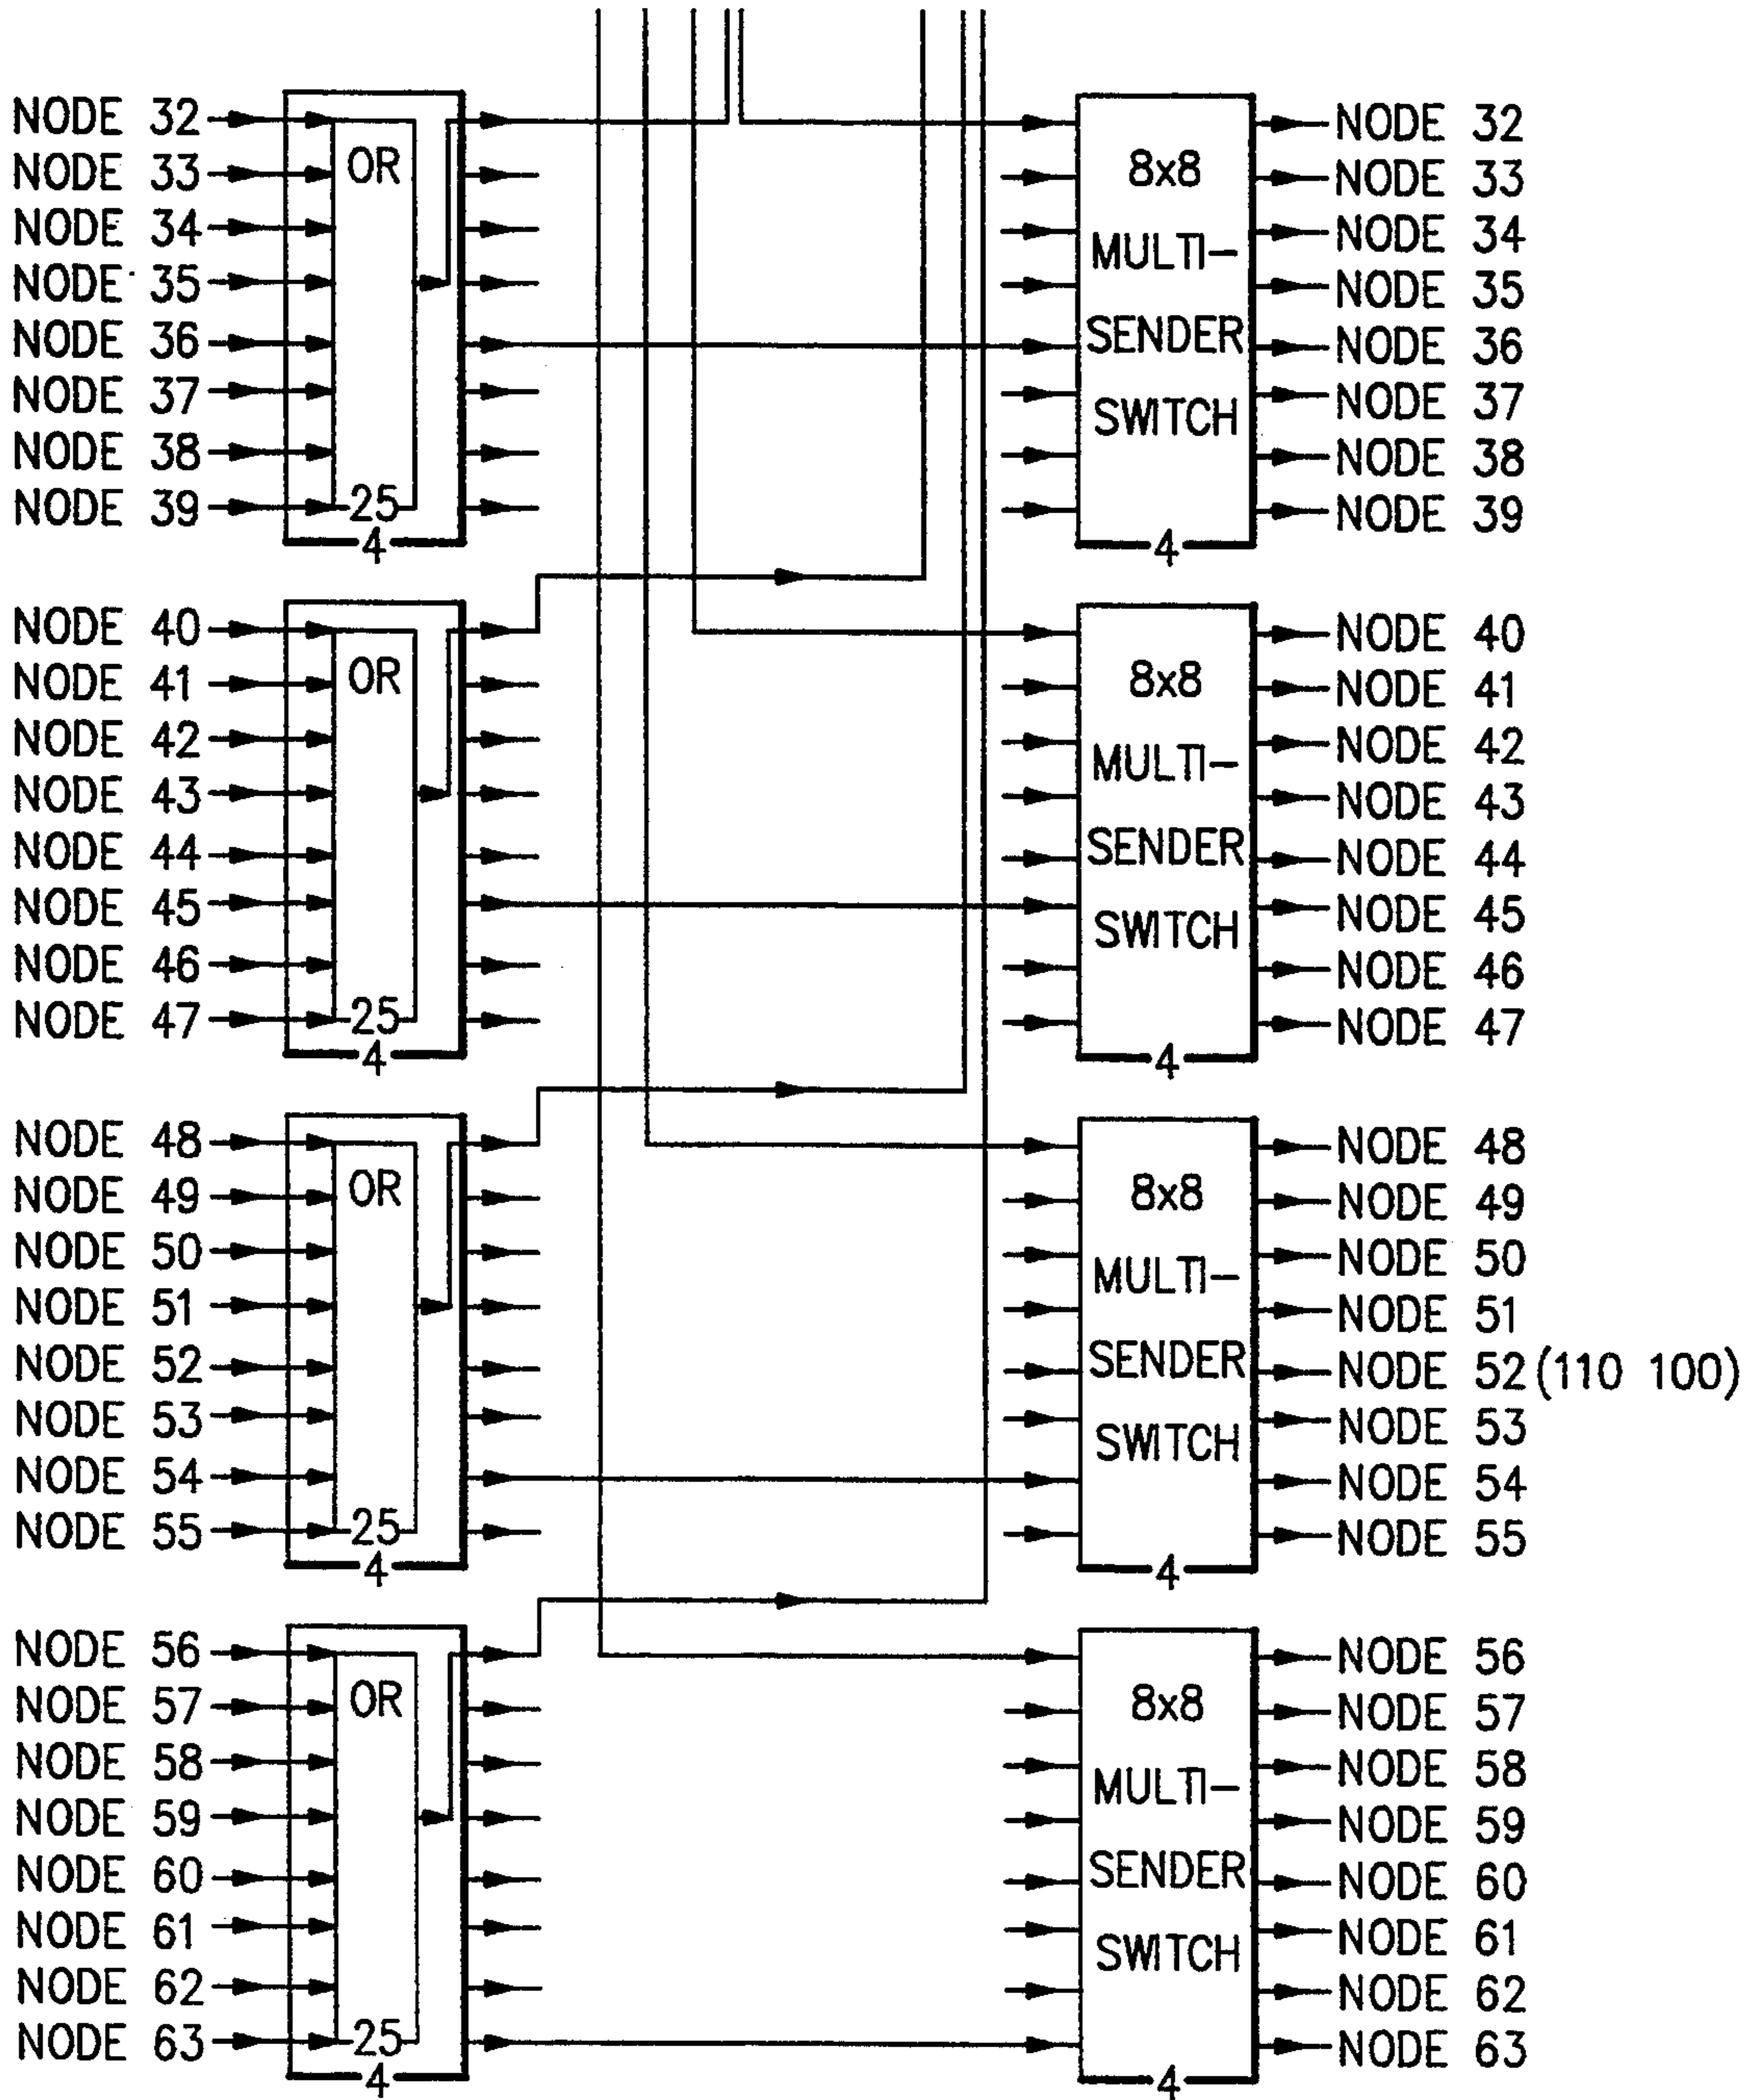 NODE 32 NODE 32
NODE 33 OR 8x8 NODE 33
NODE 34 MULTI- NODE 34
NODE 35 NODE 35
NODE 36 SENDER NODE 36
NODE 37 SWITCH NODE 37
NODE 38 NODE 38
NODE 39 25 NODE 39
4 4
NODE 40 NODE 40
NODE 41 OR 8x8 NODE 41
NODE 42 MULTI- NODE 42
NODE 43 NODE 43
NODE 44 SENDER NODE 44
NODE 45 SWITCH NODE 45
NODE 46 NODE 46
NODE 47 25 NODE 47
4 4
NODE 48 NODE 48
NODE 49 OR 8x8 NODE 49
NODE 50 MULTI- NODE 50
NODE 51 NODE 51
NODE 52 SENDER NODE 52 (110 100)
NODE 53 SWITCH NODE 53
NODE 54 NODE 54
NODE 55 25 NODE 55
4 4
NODE 56 NODE 56
NODE 57 OR 8x8 NODE 57
NODE 58 MULTI- NODE 58
NODE 59 NODE 59
NODE 60 SENDER NODE 60
NODE 61 SWITCH NODE 61
NODE 62 NODE 62
NODE 63 25 NODE 63
4 4